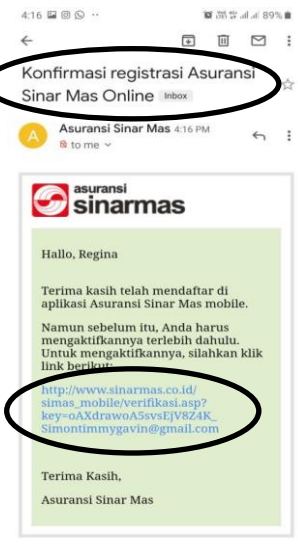 4:16 89%
Konfirmasi registrasi Asuransi
Sinar Mas Online Inbox
A
Asuransi Sinar Mas 4:16 PM
to me
asuransi
sinarmas
Hallo, Regina
Terima kasih telah mendaftar di
aplikasi Asuransi Sinar Mas mobile.
Namun sebelum itu, Anda harus
mengaktifkannya terlebih dahulu.
Untuk mengaktifkannya, silahkan klik
link berikut:
http://www.sinarmas.co.id/
simas_mobile/verifikasi.asp?
key=oAXdrawoA5svsEjV8Z4K_
Simontimmygavin@gmail.com
Terima Kasih,
Asuransi Sinar Mas